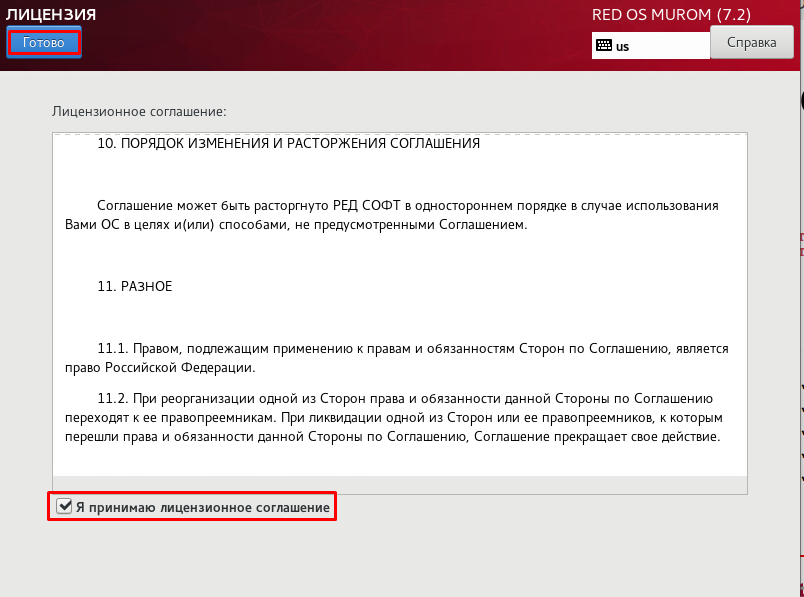 ЛИЦЕНЗИЯ
RED OS MUROM (7.2)
Готово
us
Справка
Лицензионное соглашение:
10. ПОРЯДОК ИЗМЕНЕНИЯ И РАСТОРЖЕНИЯ СОГЛАШЕНИЯ
Соглашение может быть расторгнуто РЕД СОФТ в одностороннем порядке в случае использования
Вами ОС в целях и(или) способами, не предусмотренными Соглашением.
11. РАЗНОЕ
11.1. Правом, подлежащим применению к правам и обязанностям Сторон по Соглашению, является
право Российской Федерации.
11.2. При реорганизации одной из Сторон права и обязанности данной Стороны по Соглашению
переходят к ее правопреемникам. При ликвидации одной из Сторон или ее правопреемников, к которым
перешли права и обязанности данной Стороны по Соглашению, Соглашение прекращает свое действие.
Я принимаю лицензионное соглашение